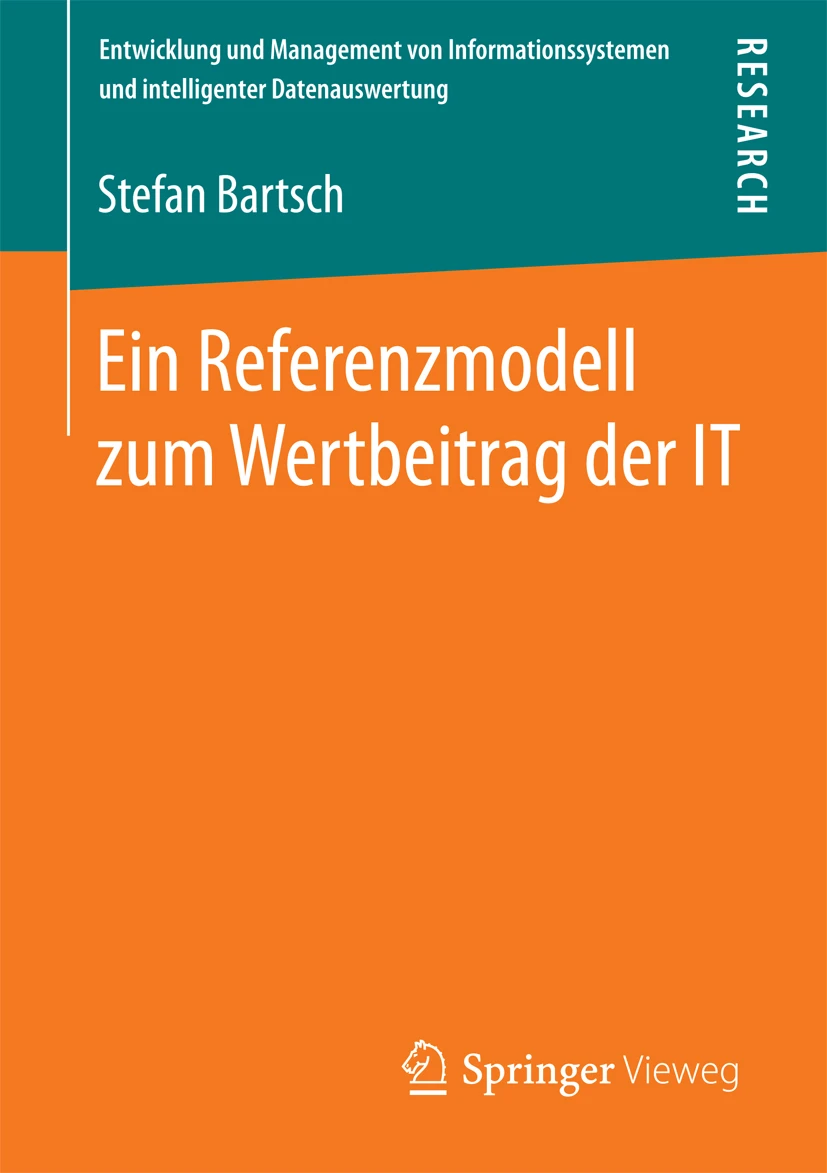 Entwicklung und Management von Informationssystemen
und intelligenter Datenauswertung
RESEARCH
Stefan Bartsch
Ein Referenzmodell
zum Wertbeitrag der IT
Springer Vieweg